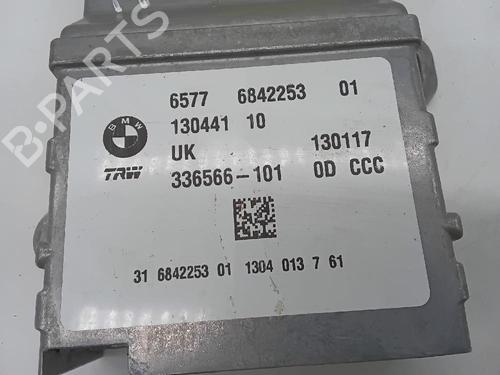 6577 6842253 01
130441 10
BMW
UK 130117
TRW 336566-101 0D CCC
31 6842253 01 1304 013 7 61
B-PARTS